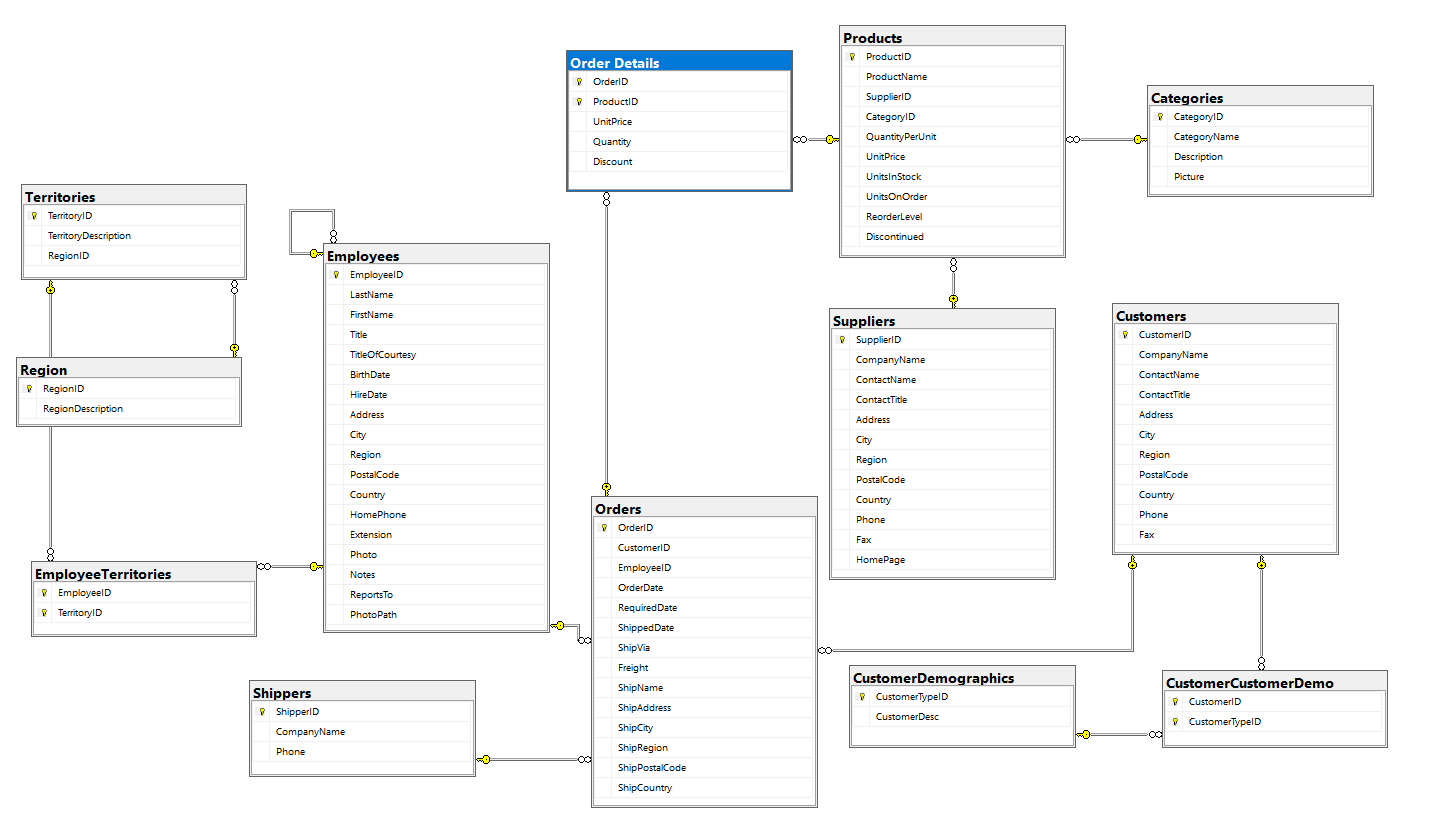 Order Details
OrderID
ProductID
UnitPrice
Quantity
Discount
Products
ProductID
ProductName
SupplierID
CategoryID
QuantityPerUnit
UnitPrice
UnitsInStock
UnitsOnOrder
ReorderLevel
Discontinued
Categories
CategoryID
CategoryName
Description
Picture
Territories
TerritoryID
TerritoryDescription
RegionID
Employees
EmployeeID
LastName
FirstName
Title
TitleOfCourtesy
BirthDate
HireDate
Address
City
Region
PostalCode
Country
HomePhone
Extension
Photo
Notes
ReportsTo
PhotoPath
Region
RegionID
RegionDescription
EmployeeTerritories
EmployeeID
TerritoryID
Suppliers
SupplierID
CompanyName
ContactName
ContactTitle
Address
City
Region
PostalCode
Country
Phone
Fax
HomePage
Customers
CustomerID
CompanyName
ContactName
ContactTitle
Address
City
Region
PostalCode
Country
Phone
Fax
Orders
OrderID
CustomerID
EmployeeID
OrderDate
RequiredDate
ShippedDate
ShipVia
Freight
ShipName
ShipAddress
ShipCity
ShipRegion
ShipPostalCode
ShipCountry
Shippers
ShipperID
CompanyName
Phone
CustomerDemographics
CustomerTypeID
CustomerDesc
CustomerCustomerDemo
CustomerID
CustomerTypeID